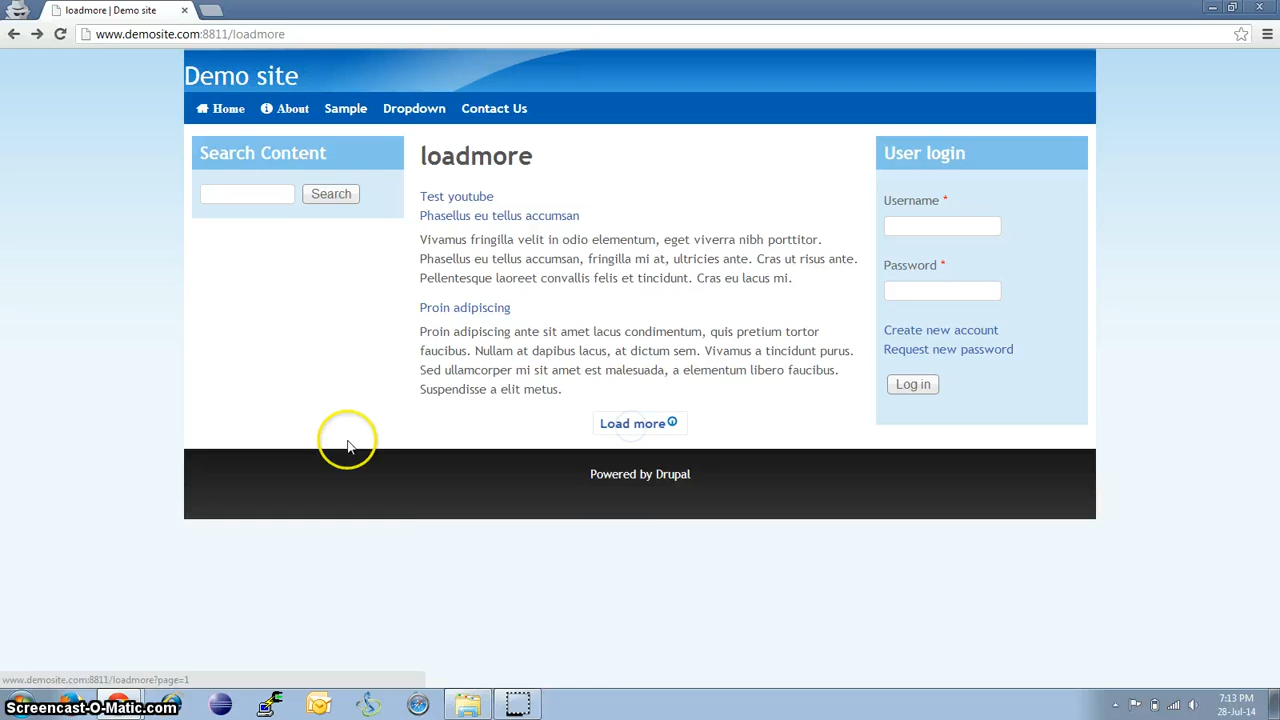 loadmore | Demo site
www.demosite.com:8811/loadmore
Demo site
Home About Sample Dropdown Contact Us
Search Content
Search
loadmore
Test youtube
Phasellus eu tellus accumsan
Vivamus fringilla velit in odio elementum, eget viverra nibh porttitor.
Phasellus eu tellus accumsan, fringilla mi at, ultricies ante. Cras ut risus ante.
Pellentesque laoreet convallis felis et tincidunt. Cras eu lacus mi.
Proin adipiscing
Proin adipiscing ante sit amet lacus condimentum, quis pretium tortor
faucibus. Nullam at dapibus lacus, at dictum sem. Vivamus a tincidunt purus.
Sed ullamcorper mi sit amet est malesuada, a elementum libero faucibus.
Suspendisse a elit metus.
Load more
User login
Username *
Password *
Create new account
Request new password
Log in
Powered by Drupal
www.demosite.com:8811/loadmore?page=1
Screencast-O-Matic.com
7:13 PM
28-Jul-14